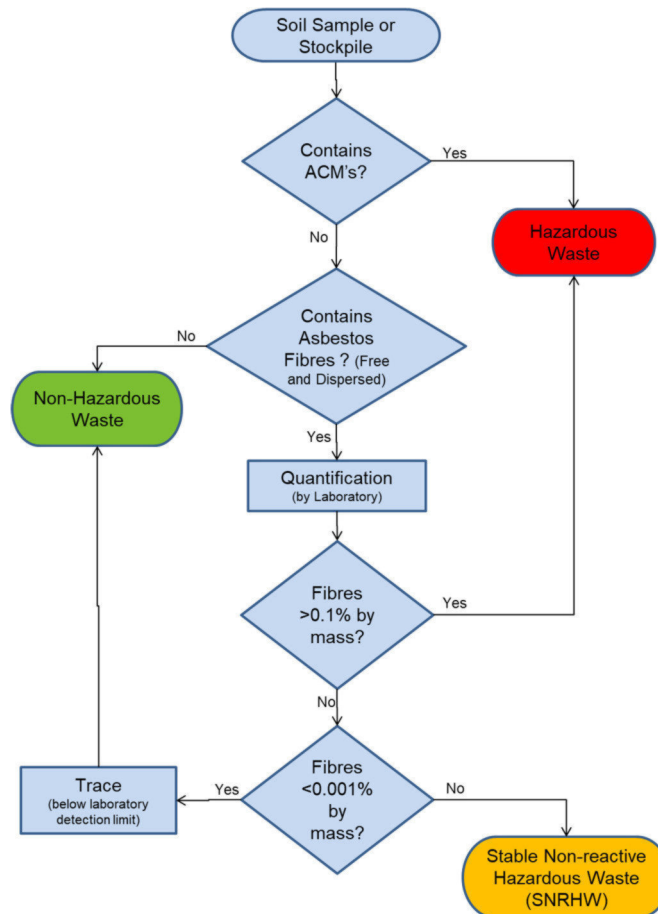 Soil Sample or
Stockpile
Contains
ACM's?
Yes
No
Hazardous
Waste
Contains
Asbestos
Fibres ? (Free
and Dispersed)
No
Non-Hazardous
Waste
Yes
Quantification
(by Laboratory)
Fibres
>0.1% by
mass?
Yes
No
Fibres
<0.001%
by
mass?
Yes
Trace
(below laboratory
detection limit)
No
Stable Non-reactive
Hazardous Waste
(SNRHW)